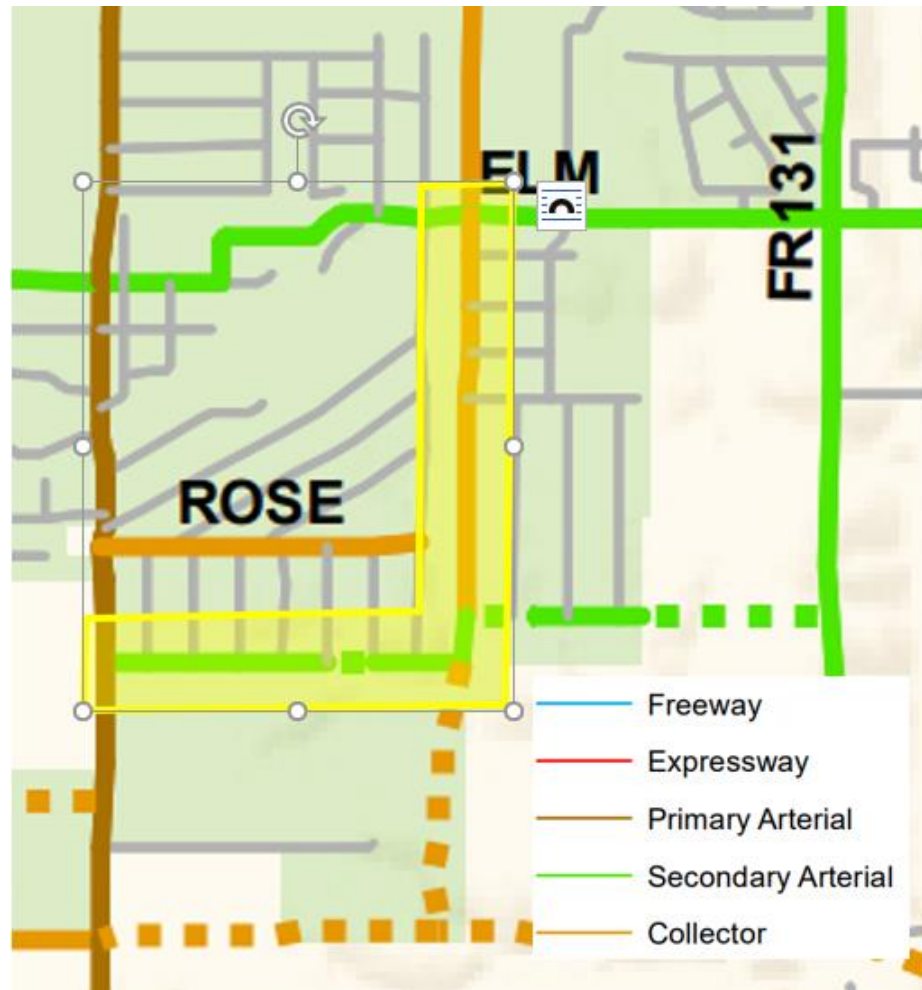 ELM
FR131
ROSE
Freeway
Expressway
Primary Arterial
Secondary Arterial
Collector